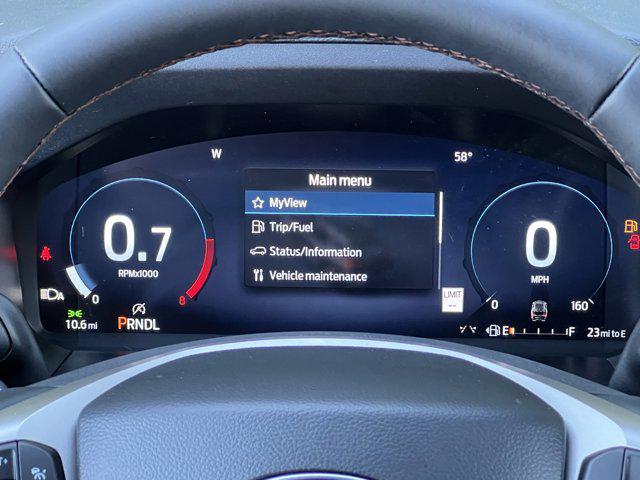 W
58°
Main menu
MyView
Trip/Fuel
Status/Information
Vehicle maintenance
0.7
RPMx1000
0
8
0
MPH
0
160
LIMIT
--
A
10.6 mi
PRNDL
E
F
23 mi to E